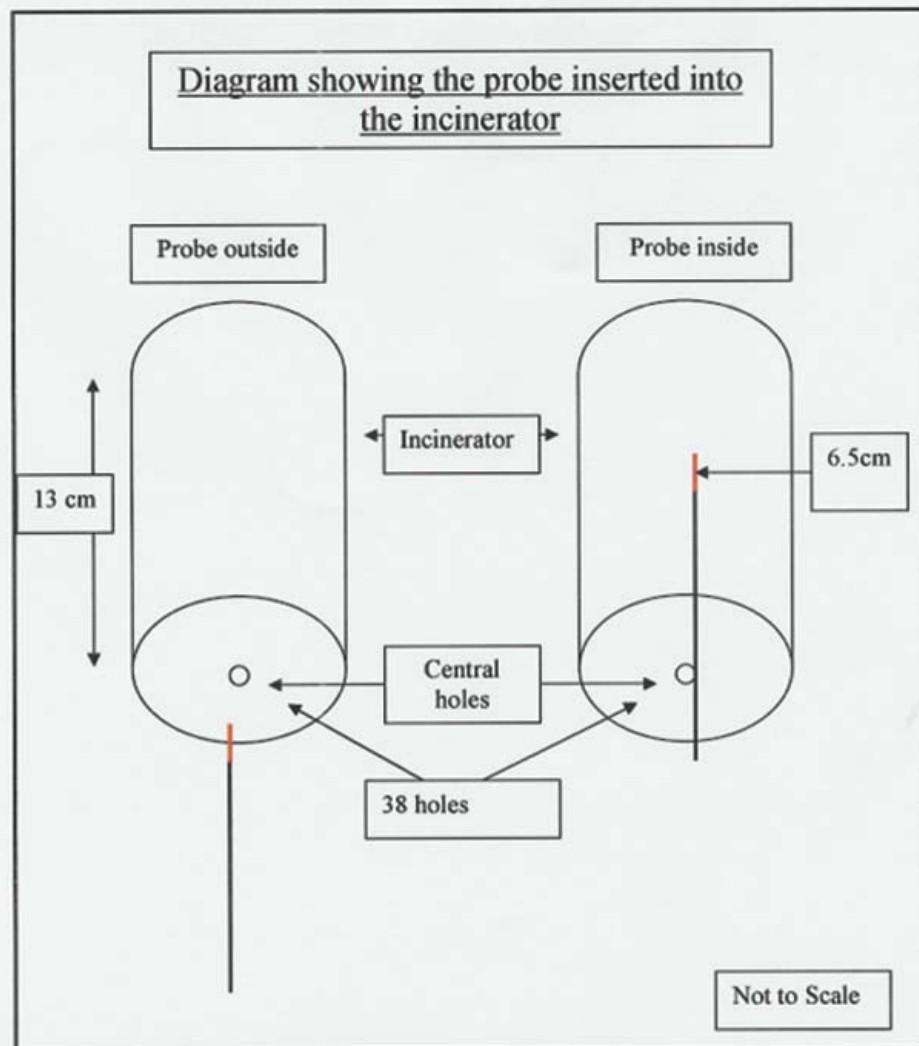 Diagram showing the probe inserted into
the incinerator
Probe outside
Probe inside
Incinerator
6.5cm
13 cm
Central
holes
38 holes
Not to Scale